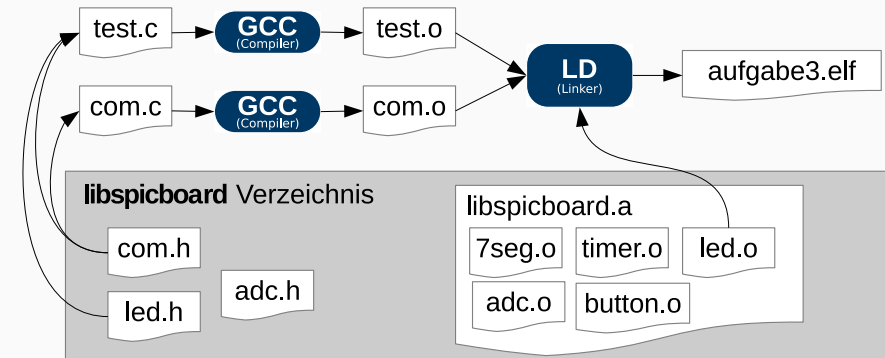 test.c
GCC
(Compiler)
test.o
LD
(Linker)
aufgabe3.elf
com.c
GCC
(Compiler)
com.o
libspicboard Verzeichnis
libspicboard.a
com.h
7seg.o
timer.o
led.o
led.h
adc.h
adc.o
button.o